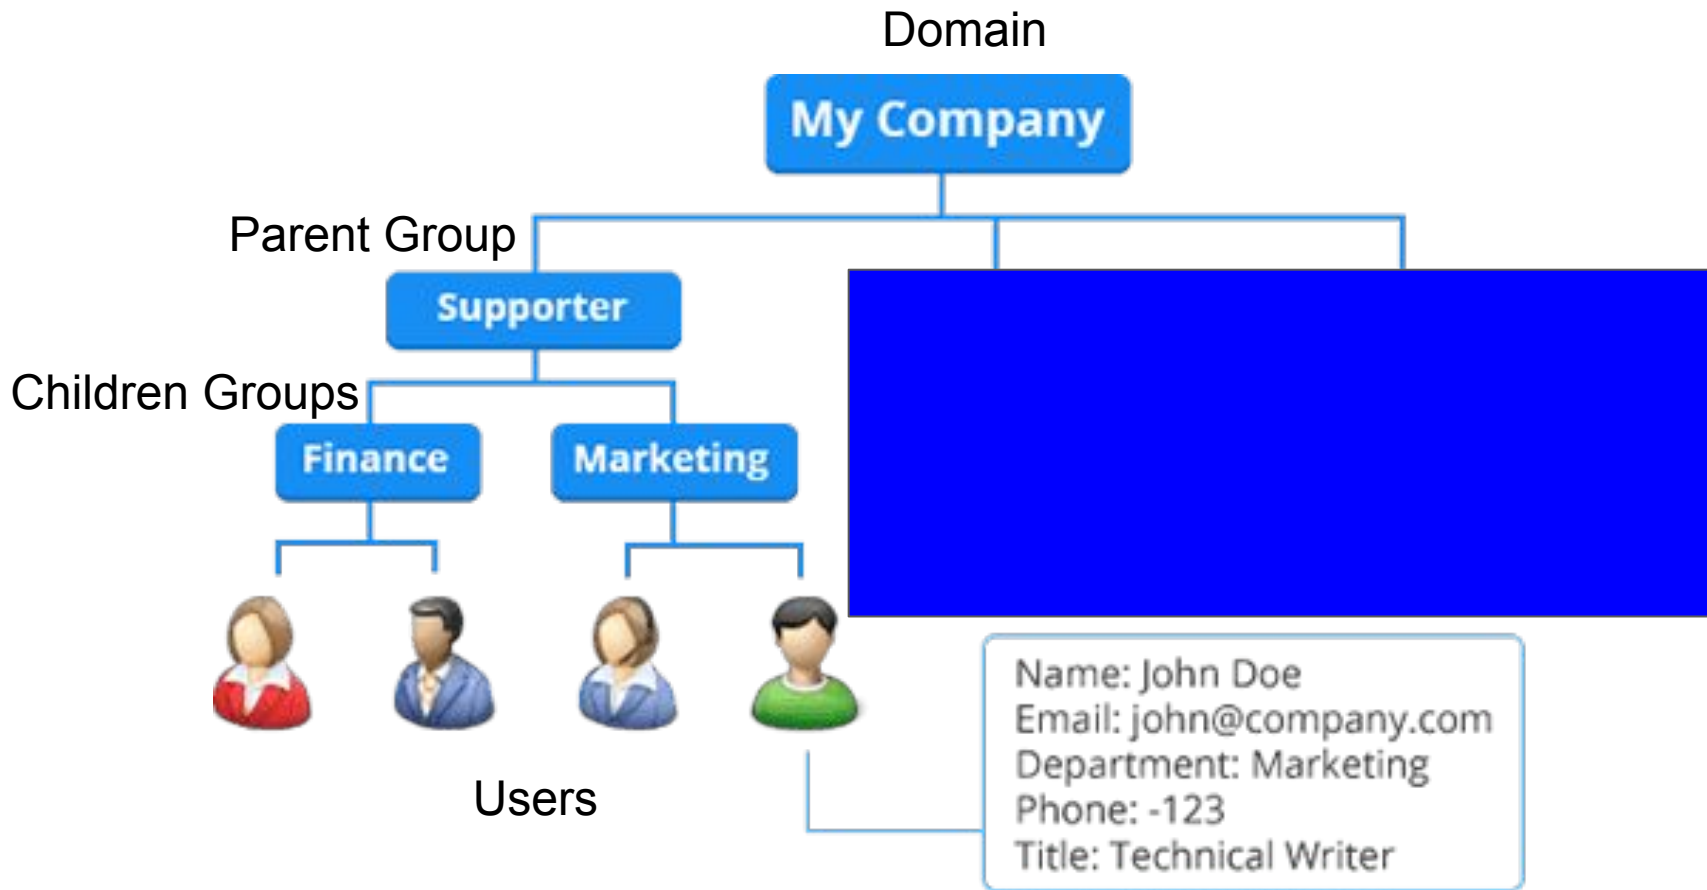 Domain
My Company
Parent Group
Supporter
Children Groups
Finance
Marketing
Users
Name: John Doe
Email: john@company.com
Department: Marketing
Phone: -123
Title: Technical Writer